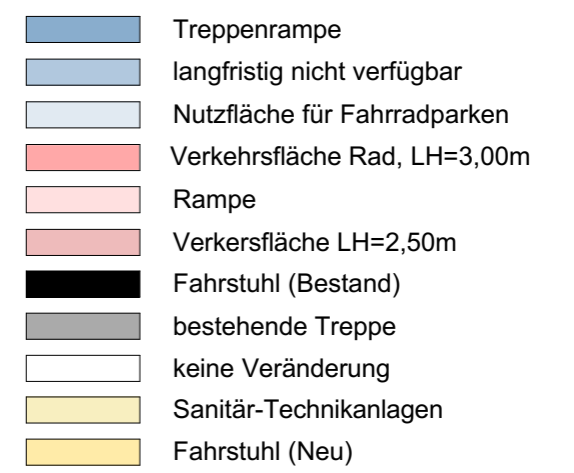 Treppenrampe
langfristig nicht verfügbar
Nutzfläche für Fahrradparken
Verkehrsfläche Rad, LH=3,00m
Rampe
Verkersfläche LH=2,50m
Fahrstuhl (Bestand)
bestehende Treppe
keine Veränderung
Sanitär-Technikanlagen
Fahrstuhl (Neu)